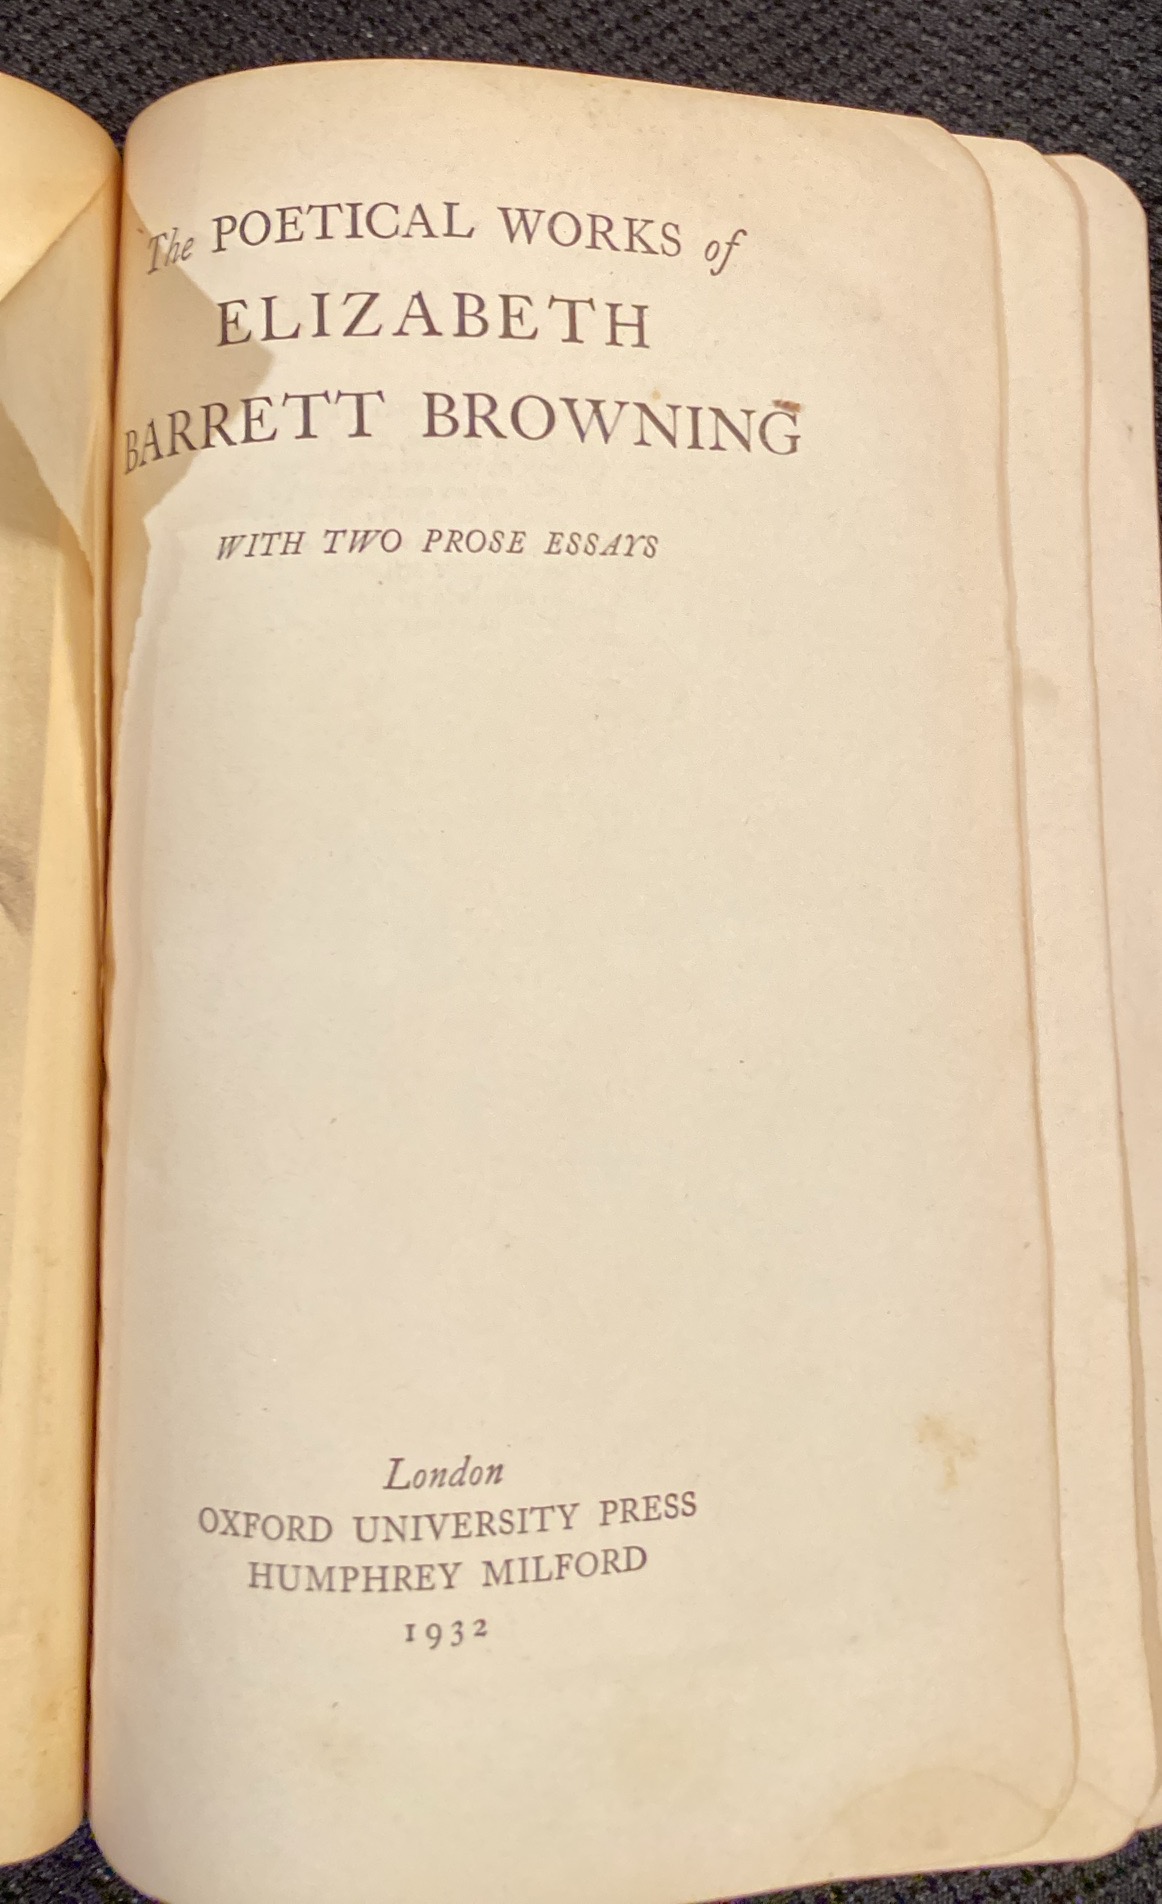 The POETICAL WORKS of
ELIZABETH
BARRETT BROWNING
WITH TWO PROSE ESSAYS
London
OXFORD UNIVERSITY PRESS
HUMPHREY MILFORD
1932